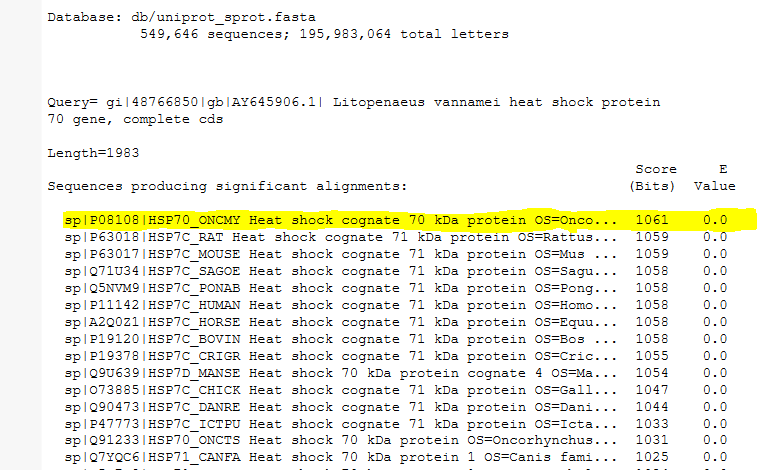 Database: db/uniprot_sprot.fasta
549,646 sequences; 195,983,064 total letters
Query= gi|48766850|gb|AY645906.1| Litopenaeus vannamei heat shock protein
70 gene, complete cds
Length=1983
Score E
Sequences producing significant alignments: (Bits) Value
sp|P08108|HSP70_ONCMY Heat shock cognate 70 kDa protein OS=Onco... 1061 0.0
sp|P63018|HSP7C_RAT Heat shock cognate 71 kDa protein OS=Rattus... 1059 0.0
sp|P63017|HSP7C_MOUSE Heat shock cognate 71 kDa protein OS=Mus ... 1059 0.0
sp|Q71U34|HSP7C_SAGOE Heat shock cognate 71 kDa protein OS=Sagu... 1058 0.0
sp|Q5NVM9|HSP7C_PONAB Heat shock cognate 71 kDa protein OS=Pong... 1058 0.0
sp|P11142|HSP7C_HUMAN Heat shock cognate 71 kDa protein OS=Homo... 1058 0.0
sp|A2Q0Z1|HSP7C_HORSE Heat shock cognate 71 kDa protein OS=Equu... 1058 0.0
sp|P19120|HSP7C_BOVIN Heat shock cognate 71 kDa protein OS=Bos ... 1058 0.0
sp|P19378|HSP7C_CRIGR Heat shock cognate 71 kDa protein OS=Cric... 1055 0.0
sp|Q9U639|HSP7D_MANSE Heat shock 70 kDa protein cognate 4 OS=Ma... 1054 0.0
sp|O73885|HSP7C_CHICK Heat shock cognate 71 kDa protein OS=Gall... 1047 0.0
sp|Q90473|HSP7C_DANRE Heat shock cognate 71 kDa protein OS=Dani... 1044 0.0
sp|P47773|HSP7C_ICTPU Heat shock cognate 71 kDa protein OS=Icta... 1033 0.0
sp|Q91233|HSP70_ONCTS Heat shock 70 kDa protein OS=Oncorhynchus... 1031 0.0
sp|Q7YQC6|HSP71_CANFA Heat shock 70 kDa protein 1 OS=Canis fami... 1025 0.0